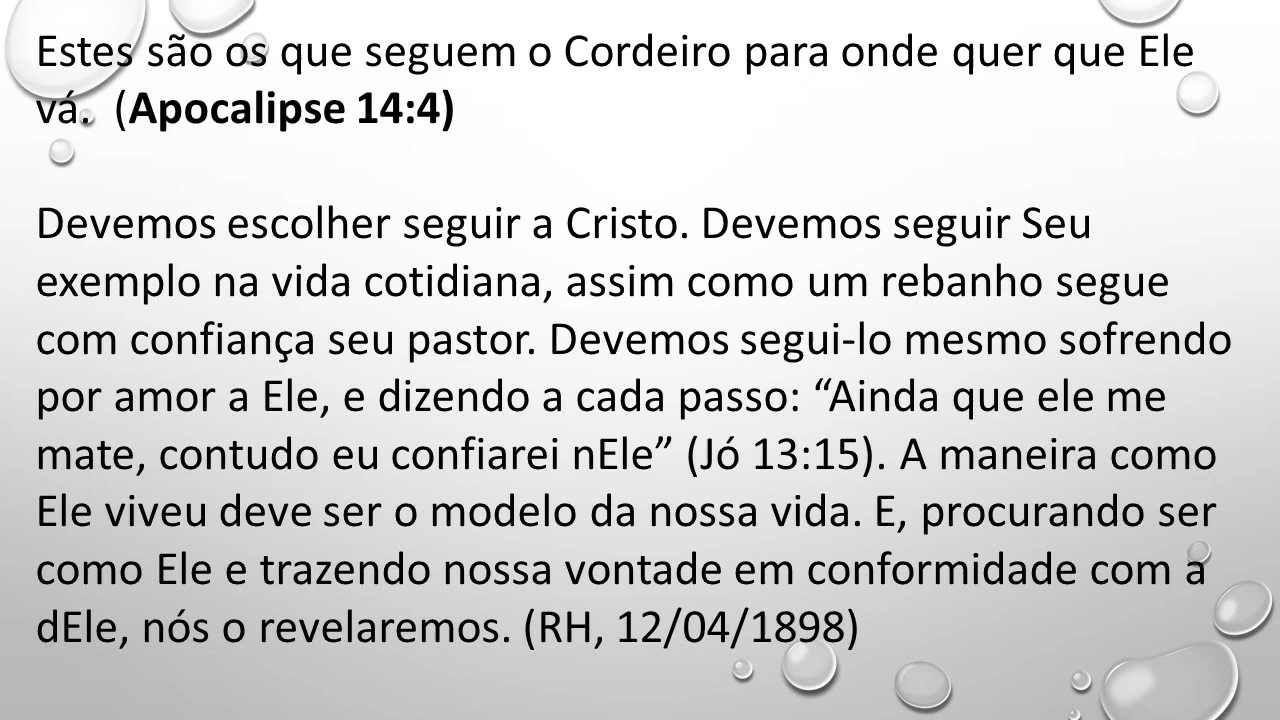 Estes são os que seguem o Cordeiro para onde quer que Ele
vá.  (Apocalipse 14:4)
Devemos escolher seguir a Cristo. Devemos seguir Seu
exemplo na vida cotidiana, assim como um rebanho segue
com confiança seu pastor. Devemos segui-lo mesmo sofrendo
por amor a Ele, e dizendo a cada passo: “Ainda que ele me
mate, contudo eu confiarei nEle” (Jó 13:15). A maneira como
Ele viveu deve ser o modelo da nossa vida. E, procurando ser
como Ele e trazendo nossa vontade em conformidade com a
dEle, nós o revelaremos. (RH, 12/04/1898)